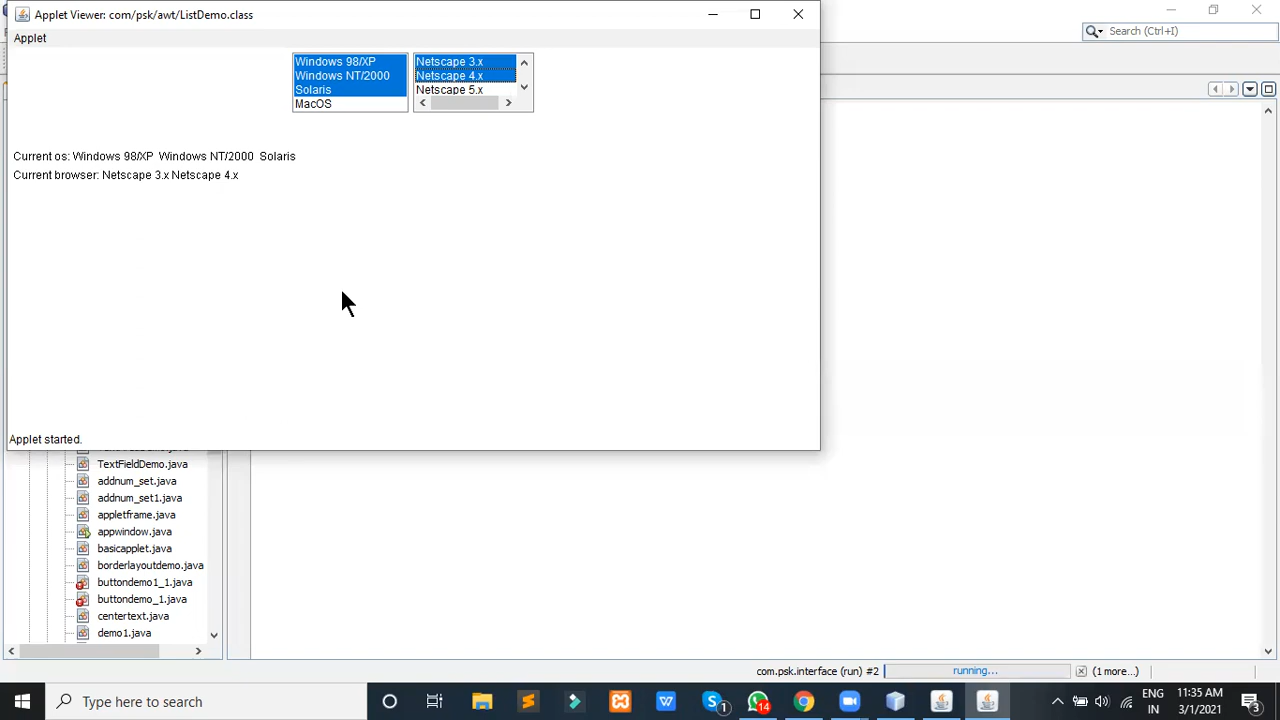 Applet Viewer: com/psk/awt/ListDemo.class
Search (Ctrl+I)
Applet
Windows 98/XP
Windows NT/2000
Solaris
MacOS
Netscape 3.x
Netscape 4.x
Netscape 5.x
Current os: Windows 98/XP Windows NT/2000 Solaris
Current browser: Netscape 3.x Netscape 4.x
Applet started.
TextFieldDemo.java
addnum_set.java
addnum_set1.java
appletframe.java
appwindow.java
basicapplet.java
borderlayoutdemo.java
buttondemo1_1.java
buttondemo_1.java
centertext.java
demo1.java
com.psk.interface (run) #2
running...
(1 more...)
Type here to search
1
14
ENG
IN
11:35 AM
3/1/2021
3